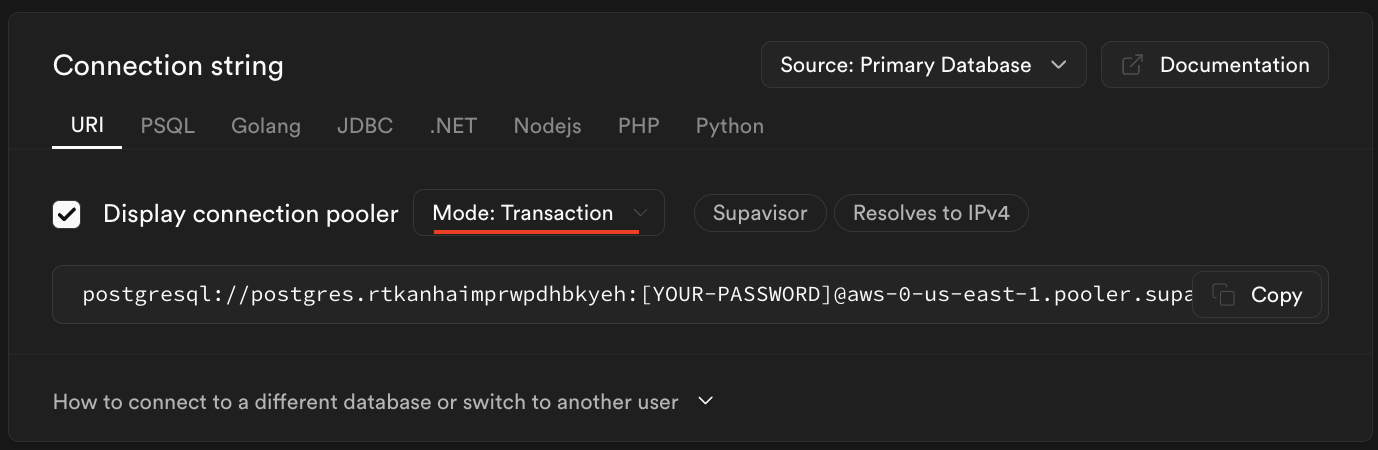 Connection string
Source: Primary Database
Documentation
URI PSQL Golang JDBC .NET Nodejs PHP Python
Display connection pooler
Mode: Transaction
Supavisor
Resolves to IPv4
postgresql://postgres.rtkanhaimprwpdhbkyeh:[YOUR-PASSWORD]@aws-0-us-east-1.pooler.supa
Copy
How to connect to a different database or switch to another user